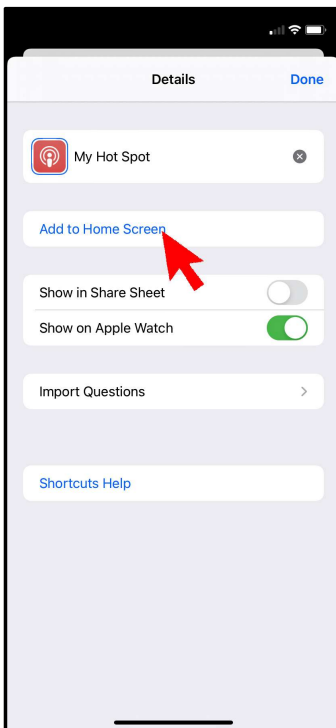 Details
Done
My Hot Spot
Add to Home Screen
Show in Share Sheet
Show on Apple Watch
Import Questions
Shortcuts Help